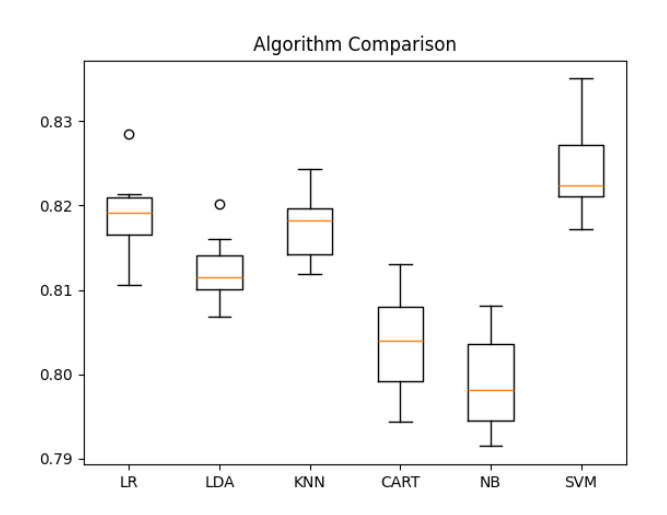 Algorithm Comparison
0.83
0.82
0.81
0.80
0.79
LR LDA KNN CART NB SVM